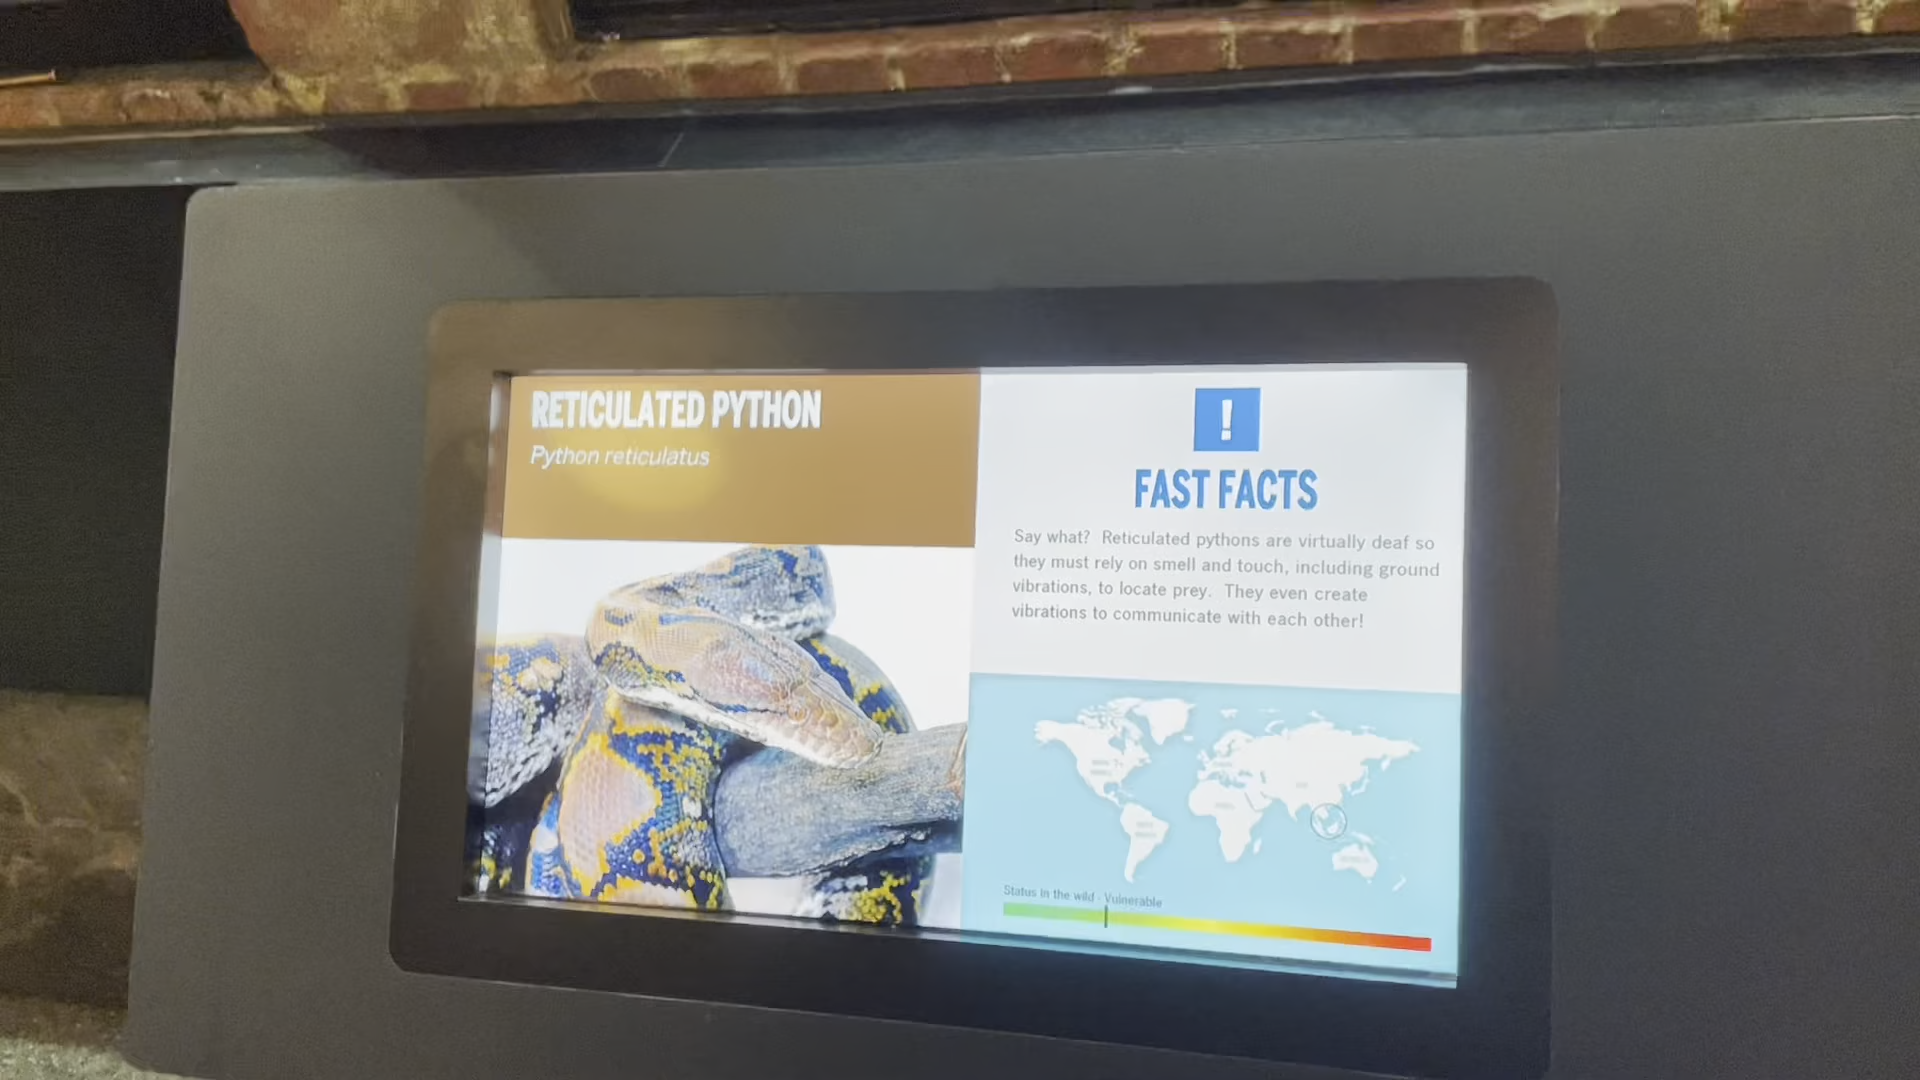 RETICULATED PYTHON
Python reticulatus
!
FAST FACTS
Say what? Reticulated pythons are virtually deaf so
they must rely on smell and touch, including ground
vibrations, to locate prey. They even create
vibrations to communicate with each other!
Status in the wild - Vulnerable